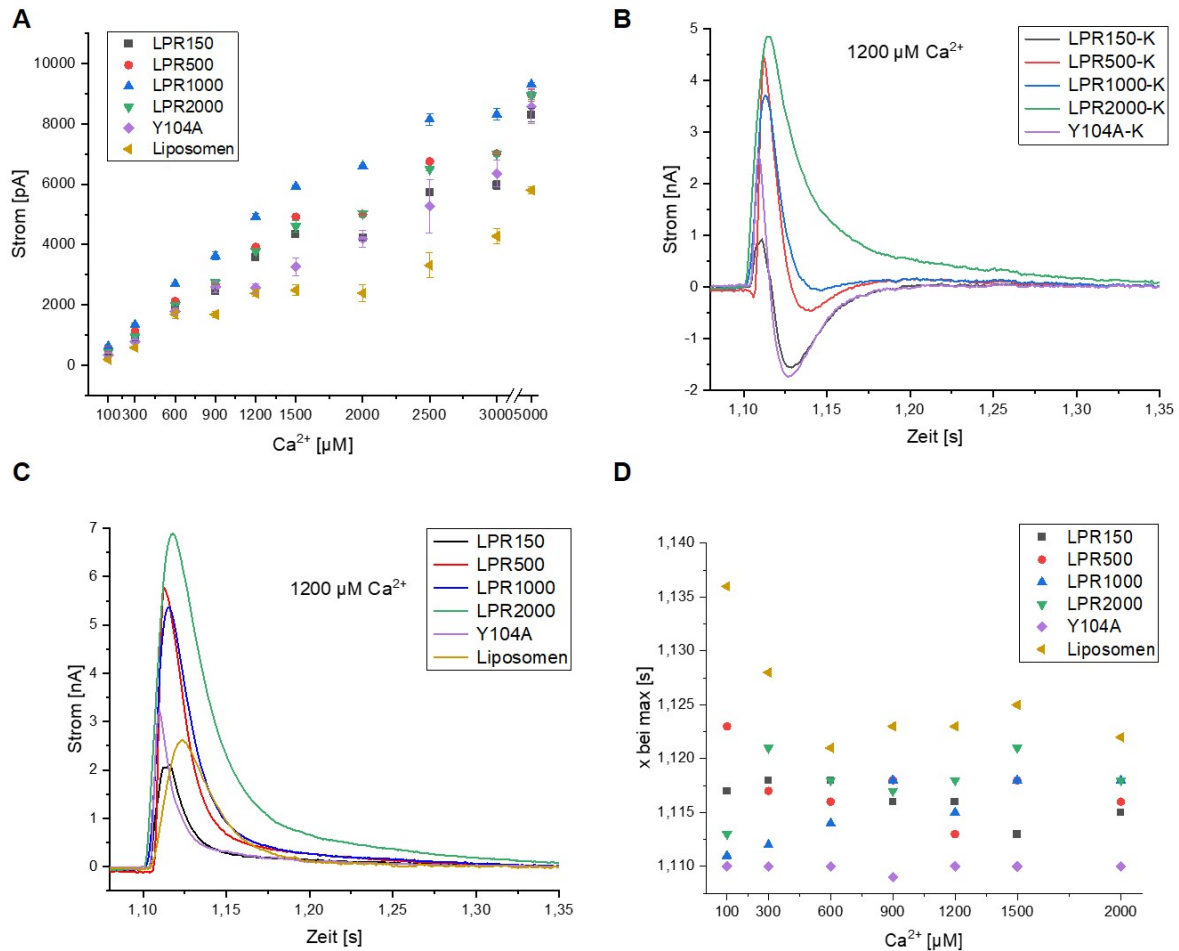 A
LPR150
LPR500
LPR1000
LPR2000
Y104A
Liposomen
10000
8000
6000
4000
2000
0
Strom [pA]
100 300 600 900 1200 1500 2000 2500 3000 5000
Ca²⁺ [µM]
B
1200 µM Ca²⁺
LPR150-K
LPR500-K
LPR1000-K
LPR2000-K
Y104A-K
5
4
3
2
1
0
-1
-2
Strom [nA]
1,10 1,15 1,20 1,25 1,30 1,35
Zeit [s]
C
1200 µM Ca²⁺
LPR150
LPR500
LPR1000
LPR2000
Y104A
Liposomen
7
6
5
4
3
2
1
0
Strom [nA]
1,10 1,15 1,20 1,25 1,30 1,35
Zeit [s]
D
LPR150
LPR500
LPR1000
LPR2000
Y104A
Liposomen
1,140
1,135
1,130
1,125
1,120
1,115
1,110
x bei max [s]
100 300 600 900 1200 1500 2000
Ca²⁺ [µM]